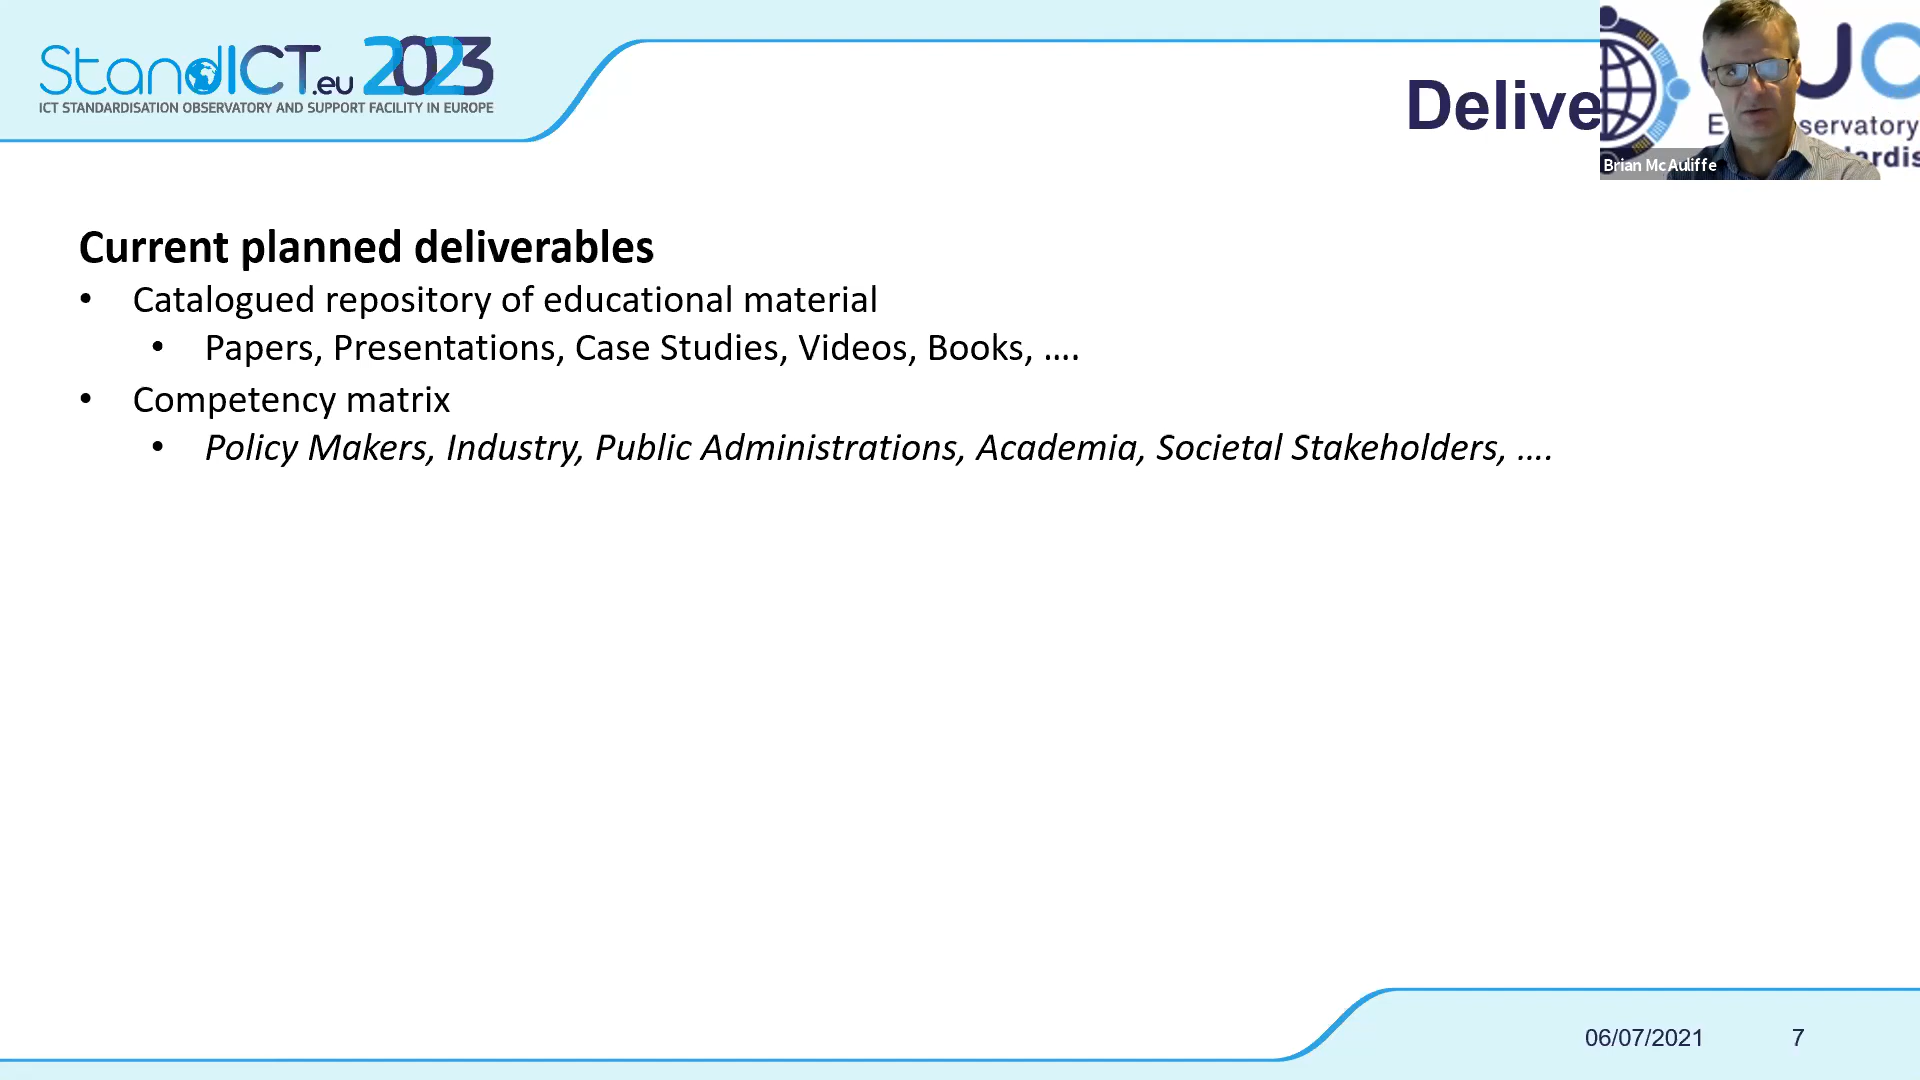 StandICT.eu 2023
ICT STANDARDISATION OBSERVATORY AND SUPPORT FACILITY IN EUROPE
Delive
servatory
ardis
Brian McAuliffe
Current planned deliverables
• Catalogued repository of educational material
• Papers, Presentations, Case Studies, Videos, Books, ....
• Competency matrix
• Policy Makers, Industry, Public Administrations, Academia, Societal Stakeholders, ....
06/07/2021 7